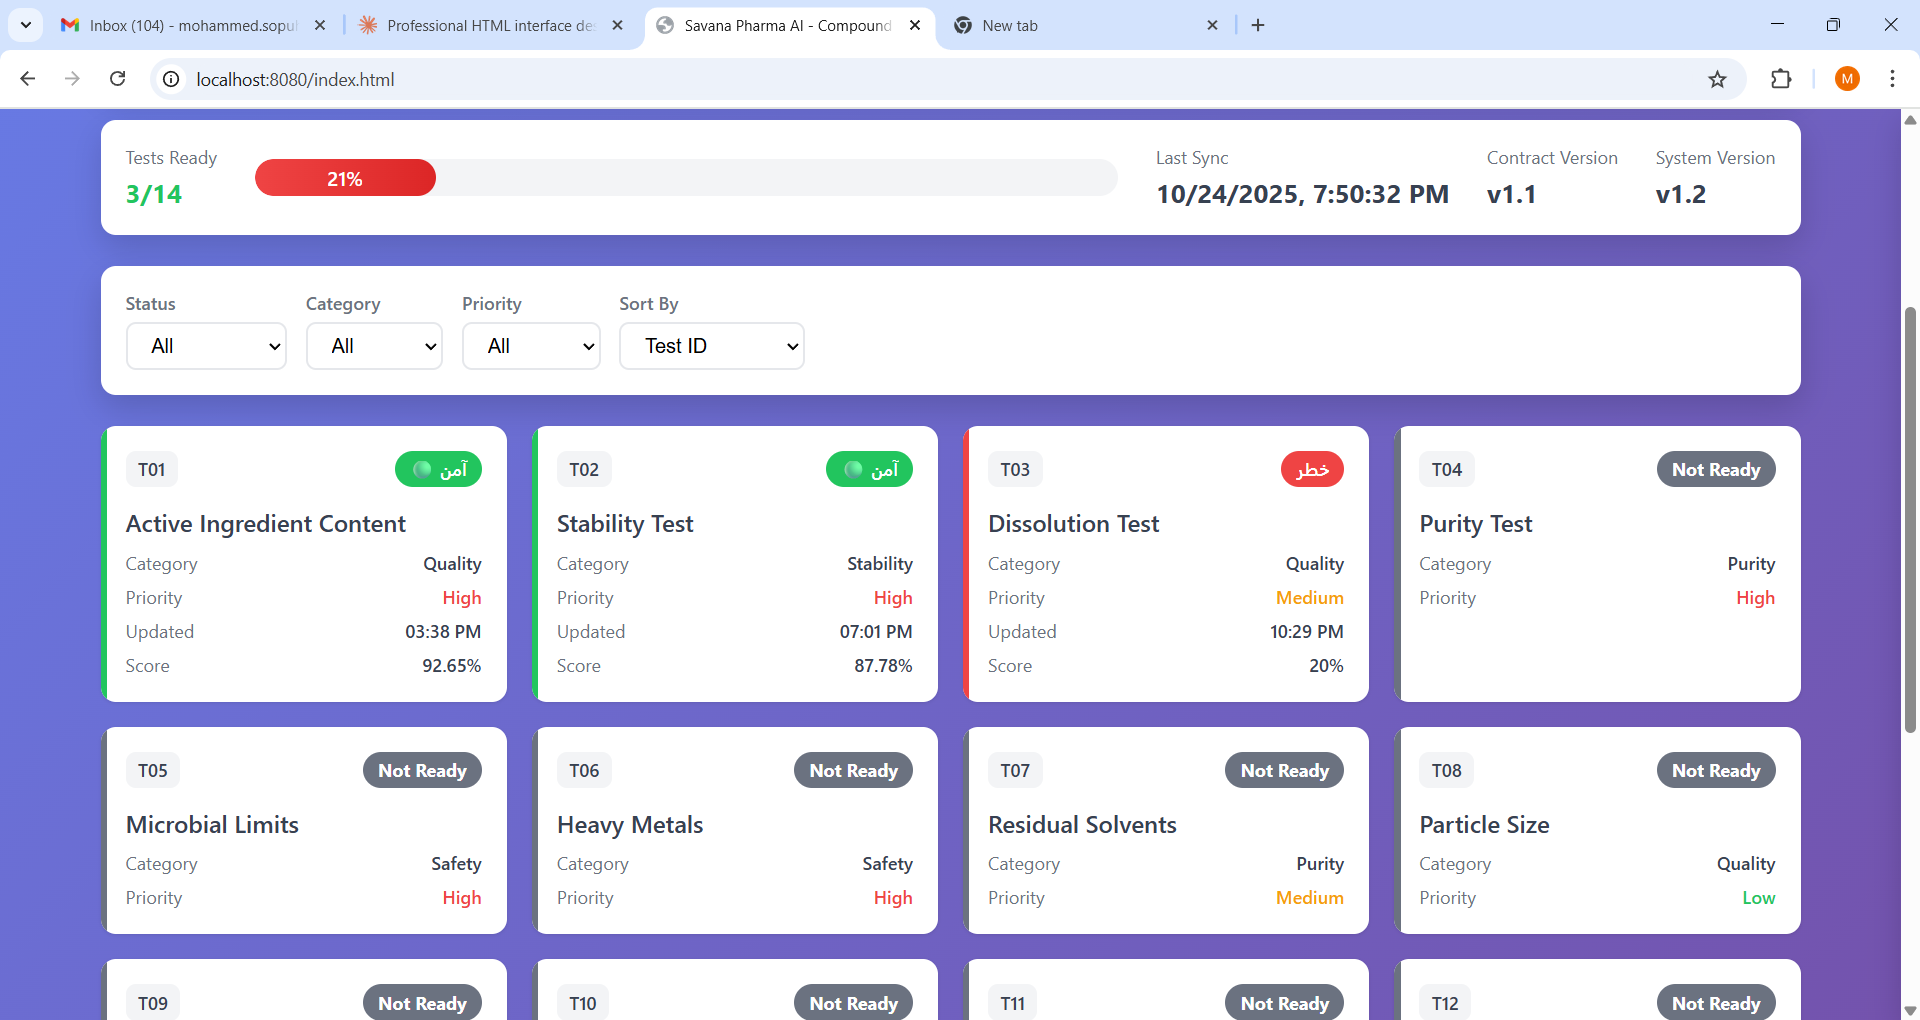 Inbox (104) - mohammed.sopul
Professional HTML interface des
Savana Pharma AI - Compound
New tab
localhost:8080/index.html
M
Tests Ready
3/14
21%
Last Sync
10/24/2025, 7:50:32 PM
Contract Version
v1.1
System Version
v1.2
Status
All
Category
All
Priority
All
Sort By
Test ID
T01
آمن
Active Ingredient Content
Category Quality
Priority High
Updated 03:38 PM
Score 92.65%
T02
آمن
Stability Test
Category Stability
Priority High
Updated 07:01 PM
Score 87.78%
T03
خطر
Dissolution Test
Category Quality
Priority Medium
Updated 10:29 PM
Score 20%
T04
Not Ready
Purity Test
Category Purity
Priority High
T05
Not Ready
Microbial Limits
Category Safety
Priority High
T06
Not Ready
Heavy Metals
Category Safety
Priority High
T07
Not Ready
Residual Solvents
Category Purity
Priority Medium
T08
Not Ready
Particle Size
Category Quality
Priority Low
T09
Not Ready
T10
Not Ready
T11
Not Ready
T12
Not Ready